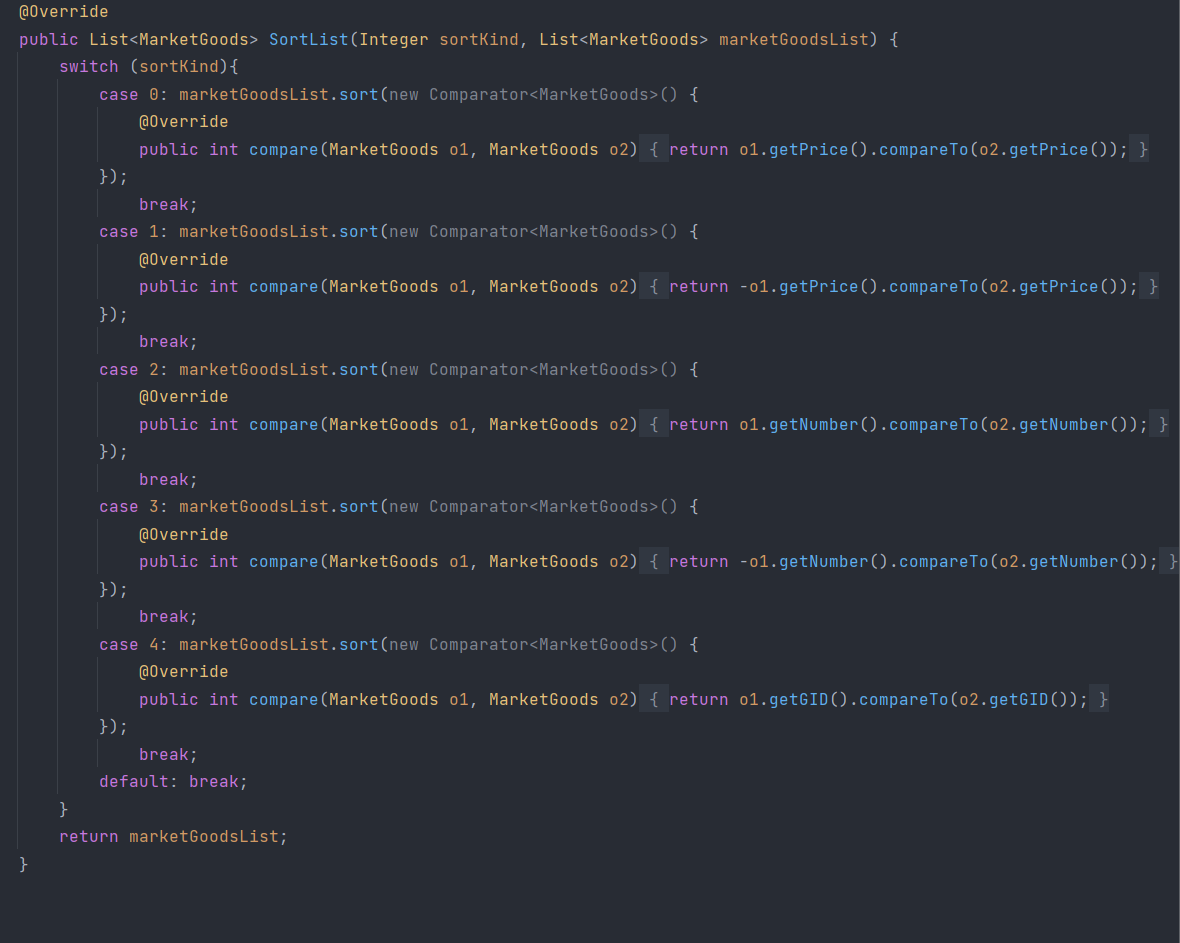 @Override
public List<MarketGoods> SortList(Integer sortKind, List<MarketGoods> marketGoodsList) {
    switch (sortKind){
        case 0: marketGoodsList.sort(new Comparator<MarketGoods>() {
            @Override
            public int compare(MarketGoods o1, MarketGoods o2) { return o1.getPrice().compareTo(o2.getPrice()); }
        });
            break;
        case 1: marketGoodsList.sort(new Comparator<MarketGoods>() {
            @Override
            public int compare(MarketGoods o1, MarketGoods o2) { return -o1.getPrice().compareTo(o2.getPrice()); }
        });
            break;
        case 2: marketGoodsList.sort(new Comparator<MarketGoods>() {
            @Override
            public int compare(MarketGoods o1, MarketGoods o2) { return o1.getNumber().compareTo(o2.getNumber()); }
        });
            break;
        case 3: marketGoodsList.sort(new Comparator<MarketGoods>() {
            @Override
            public int compare(MarketGoods o1, MarketGoods o2) { return -o1.getNumber().compareTo(o2.getNumber()); }
        });
            break;
        case 4: marketGoodsList.sort(new Comparator<MarketGoods>() {
            @Override
            public int compare(MarketGoods o1, MarketGoods o2) { return o1.getGID().compareTo(o2.getGID()); }
        });
            break;
        default: break;
    }
    return marketGoodsList;
}